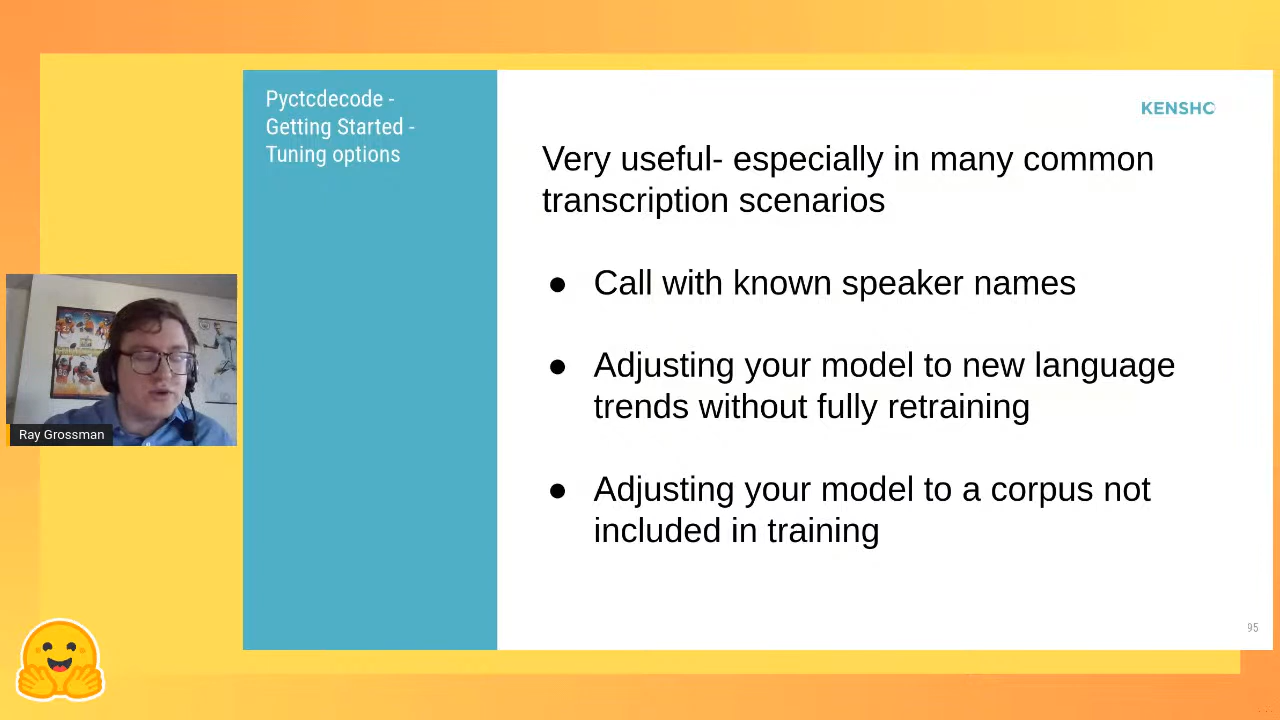 Pyctcdecode -
Getting Started -
Tuning options
KENSHO
Very useful- especially in many common
transcription scenarios
● Call with known speaker names
● Adjusting your model to new language
trends without fully retraining
● Adjusting your model to a corpus not
included in training
Ray Grossman
95